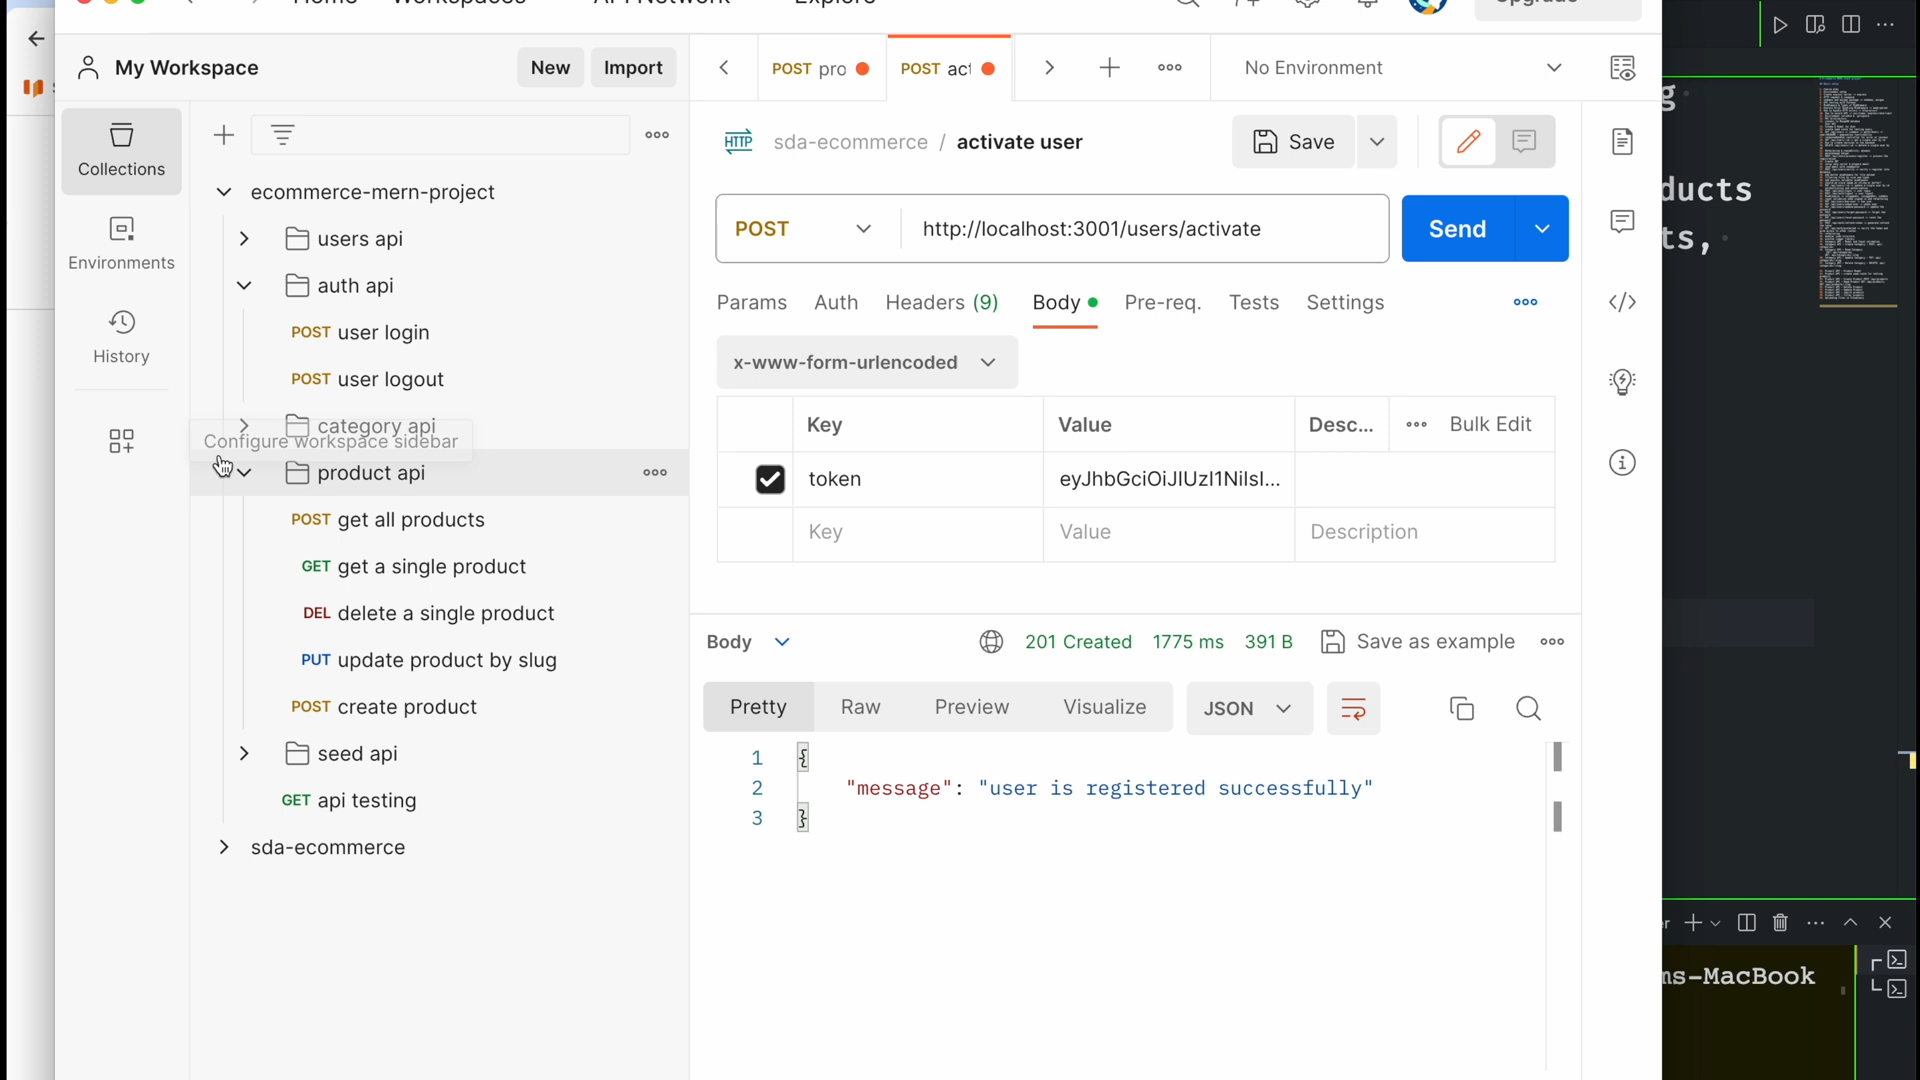 My Workspace
New
Import
POST pro
POST act
No Environment
Collections
Environments
History
Configure workspace sidebar
ecommerce-mern-project
users api
auth api
POST user login
POST user logout
category api
product api
POST get all products
GET get a single product
DEL delete a single product
PUT update product by slug
POST create product
seed api
GET api testing
sda-ecommerce
HTTP
sda-ecommerce / activate user
Save
POST
http://localhost:3001/users/activate
Send
Params
Auth
Headers (9)
Body
Pre-req.
Tests
Settings
x-www-form-urlencoded
Key
Value
Desc...
Bulk Edit
token
eyJhbGciOiJIUzI1NiIsI...
Key
Value
Description
Body
201 Created
1775 ms
391 B
Save as example
Pretty
Raw
Preview
Visualize
JSON
1 {
2 "message": "user is registered successfully"
3 }
g
ducts
ts,
er
ms-MacBook